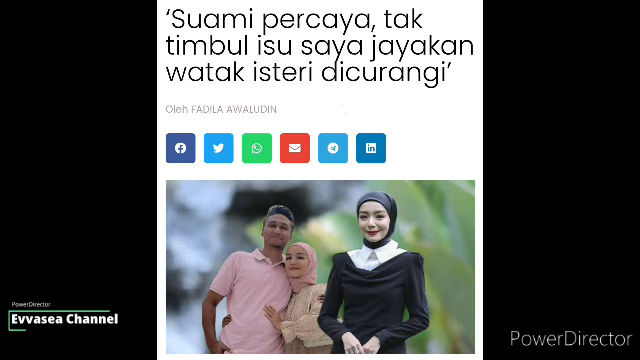 ‘Suami percaya, tak
timbul isu saya jayakan
watak isteri dicurangi’
Oleh FADILA AWALUDIN
PowerDirector
Evvasea Channel
PowerDirector